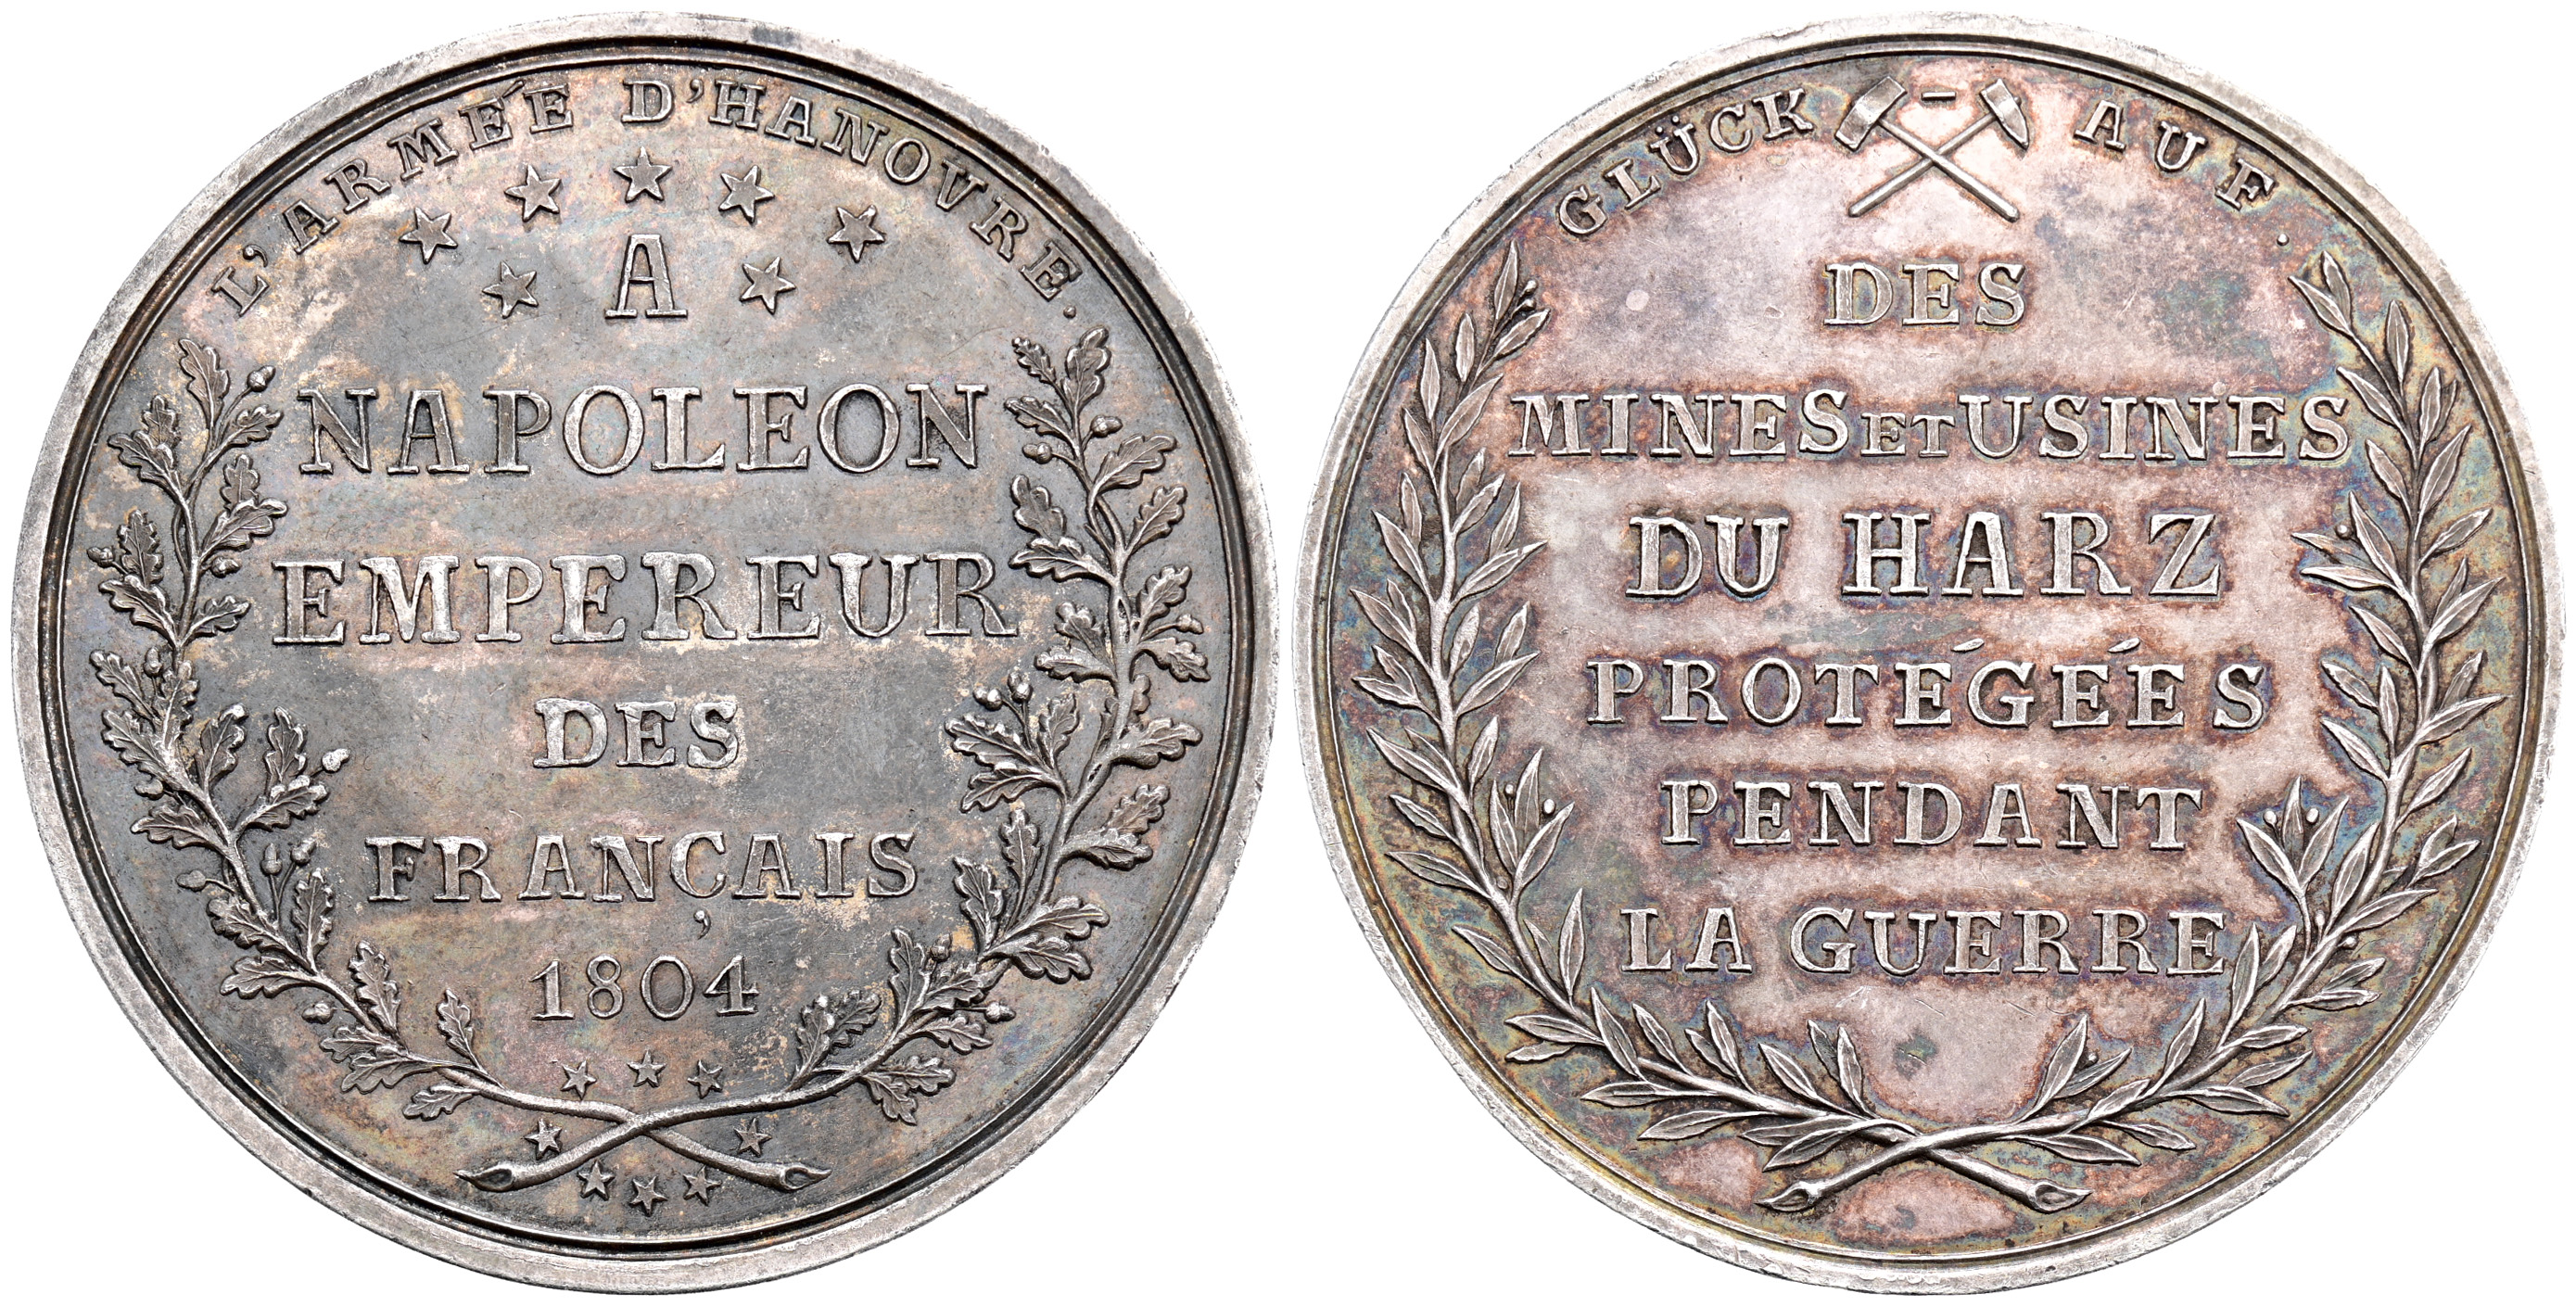 L'ARMÉE D'HANOVRE.
A
NAPOLEON
EMPEREUR
DES
FRANÇAIS
1804
GLÜCK - AUF.
DES
MINES ET USINES
DU HARZ
PROTÉGÉES
PENDANT
LA GUERRE